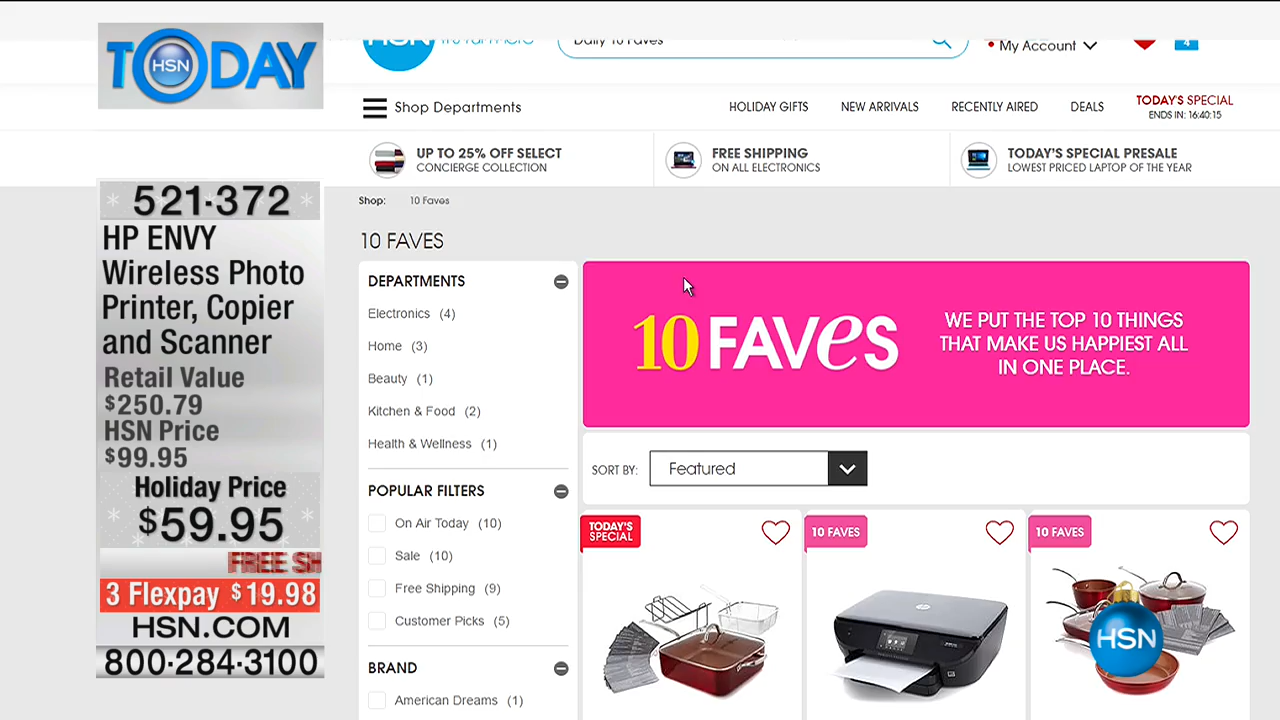 TODAY
HSN
521-372
HP ENVY
Wireless Photo
Printer, Copier
and Scanner
Retail Value
$250.79
HSN Price
$99.95
Holiday Price
$59.95
FREE SH
3 Flexpay $19.98
HSN.COM
800-284-3100
HSN
Daily 10 Faves
My Account
4
Shop Departments
HOLIDAY GIFTS
NEW ARRIVALS
RECENTLY AIRED
DEALS
TODAY'S SPECIAL
ENDS IN: 16:40:15
UP TO 25% OFF SELECT
CONCIERGE COLLECTION
FREE SHIPPING
ON ALL ELECTRONICS
TODAY'S SPECIAL PRESALE
LOWEST PRICED LAPTOP OF THE YEAR
Shop: 10 Faves
10 FAVES
DEPARTMENTS
Electronics (4)
Home (3)
Beauty (1)
Kitchen & Food (2)
Health & Wellness (1)
POPULAR FILTERS
On Air Today (10)
Sale (10)
Free Shipping (9)
Customer Picks (5)
BRAND
American Dreams (1)
10 FAVES
WE PUT THE TOP 10 THINGS
THAT MAKE US HAPPIEST ALL
IN ONE PLACE.
SORT BY: Featured
TODAY'S
SPECIAL
10 FAVES
10 FAVES
HSN